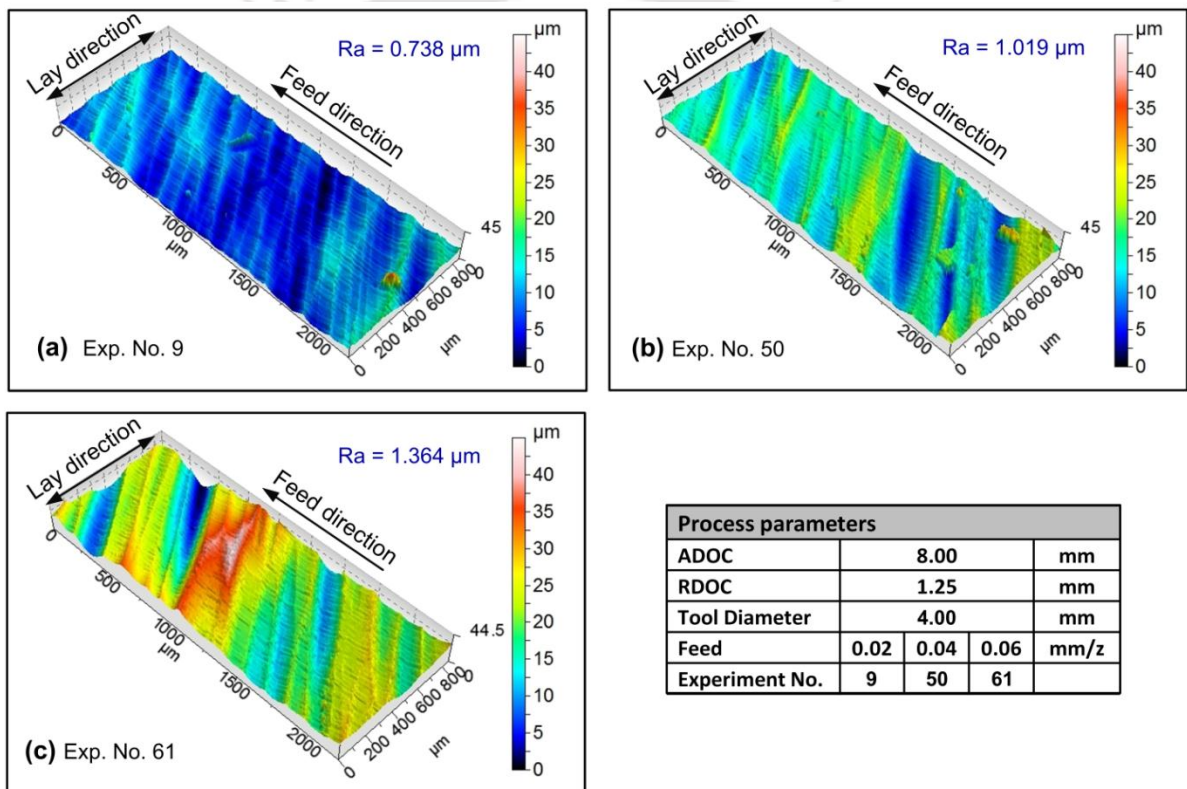 Ra = 0.738 µm
Lay direction
Feed direction
µm
40
35
30
25
20
15
10
5
0
0
500
1000
µm
1500
2000
45
0
200
400
600
800
0
µm
(a) Exp. No. 9
Ra = 1.019 µm
Lay direction
Feed direction
µm
40
35
30
25
20
15
10
5
0
0
500
1000
µm
1500
2000
45
0
200
400
600
800
0
µm
(b) Exp. No. 50
Ra = 1.364 µm
Lay direction
Feed direction
µm
40
35
30
25
20
15
10
5
0
0
500
1000
µm
1500
2000
44.5
0
200
400
600
800
0
µm
(c) Exp. No. 61
Process parameters
ADOC 8.00 mm
RDOC 1.25 mm
Tool Diameter 4.00 mm
Feed 0.02 0.04 0.06 mm/z
Experiment No. 9 50 61